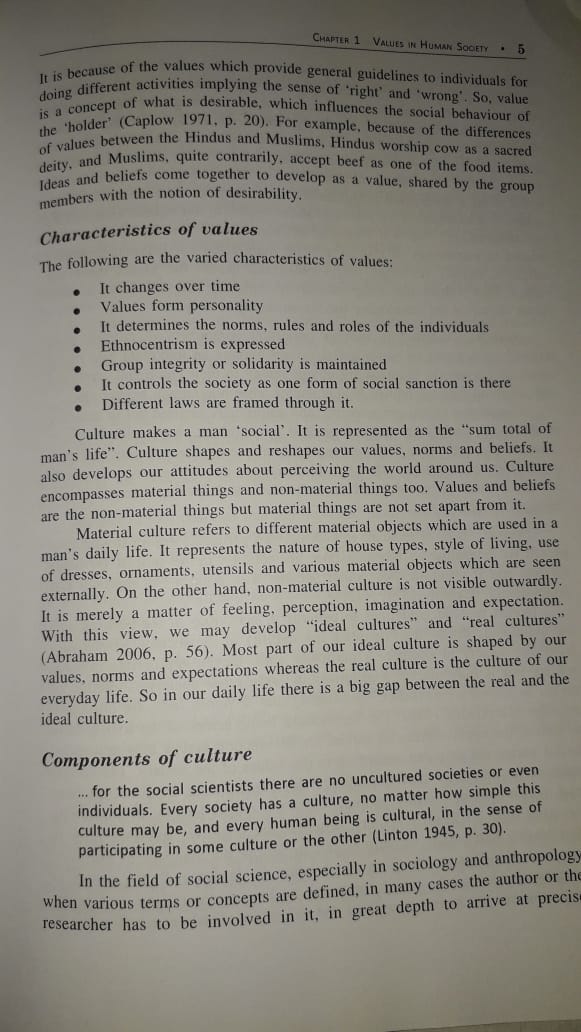 CHAPTER 1 VALUES IN HUMAN SOCIETY • 5
It is because of the values which provide general guidelines to individuals for
doing different activities implying the sense of 'right' and 'wrong'. So, value
is a concept of what is desirable, which influences the social behaviour of
the 'holder' (Caplow 1971, p. 20). For example, because of the differences
of values between the Hindus and Muslims, Hindus worship cow as a sacred
deity, and Muslims, quite contrarily, accept beef as one of the food items.
Ideas and beliefs come together to develop as a value, shared by the group
members with the notion of desirability.
Characteristics of values
The following are the varied characteristics of values:
• It changes over time
• Values form personality
• It determines the norms, rules and roles of the individuals
• Ethnocentrism is expressed
• Group integrity or solidarity is maintained
• It controls the society as one form of social sanction is there
• Different laws are framed through it.
Culture makes a man 'social'. It is represented as the "sum total of
man's life". Culture shapes and reshapes our values, norms and beliefs. It
also develops our attitudes about perceiving the world around us. Culture
encompasses material things and non-material things too. Values and beliefs
are the non-material things but material things are not set apart from it.
Material culture refers to different material objects which are used in a
man's daily life. It represents the nature of house types, style of living, use
of dresses, ornaments, utensils and various material objects which are seen
externally. On the other hand, non-material culture is not visible outwardly.
It is merely a matter of feeling, perception, imagination and expectation.
With this view, we may develop "ideal cultures" and "real cultures"
(Abraham 2006, p. 56). Most part of our ideal culture is shaped by our
values, norms and expectations whereas the real culture is the culture of our
everyday life. So in our daily life there is a big gap between the real and the
ideal culture.
Components of culture
... for the social scientists there are no uncultured societies or even
individuals. Every society has a culture, no matter how simple this
culture may be, and every human being is cultural, in the sense of
participating in some culture or the other (Linton 1945, p. 30).
In the field of social science, especially in sociology and anthropology
when various terms or concepts are defined, in many cases the author or the
researcher has to be involved in it, in great depth to arrive at precis